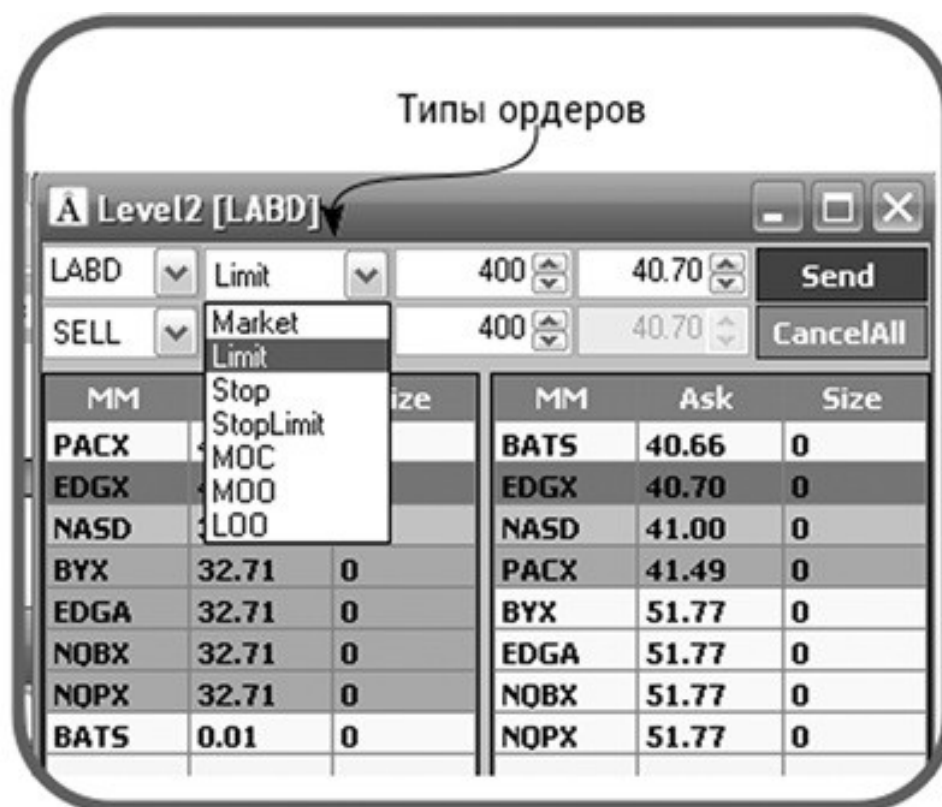 Типы ордеров
Level2 [LABD]
LABD Limit 400 40.70 Send
SELL Market 400 40.70 CancelAll
Limit
Stop
StopLimit
MOC
MOO
LOO
MM ize MM Ask Size
PACX BATS 40.66 0
EDGX EDGX 40.70 0
NASD NASD 41.00 0
BYX 32.71 0 PACX 41.49 0
EDGA 32.71 0 BYX 51.77 0
NQBX 32.71 0 EDGA 51.77 0
NQPX 32.71 0 NQBX 51.77 0
BATS 0.01 0 NQPX 51.77 0